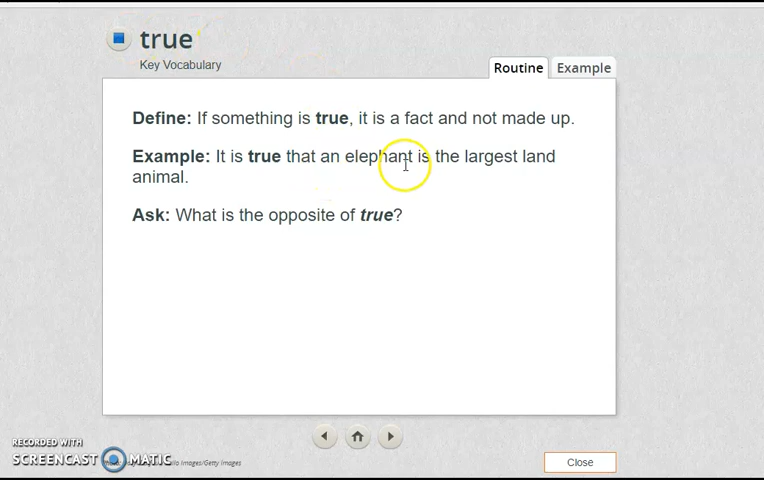 true
Key Vocabulary
Routine
Example
Define: If something is true, it is a fact and not made up.
Example: It is true that an elephant is the largest land
animal.
Ask: What is the opposite of true?
RECORDED WITH
SCREENCAST MATIC
Images/Getty Images
Close